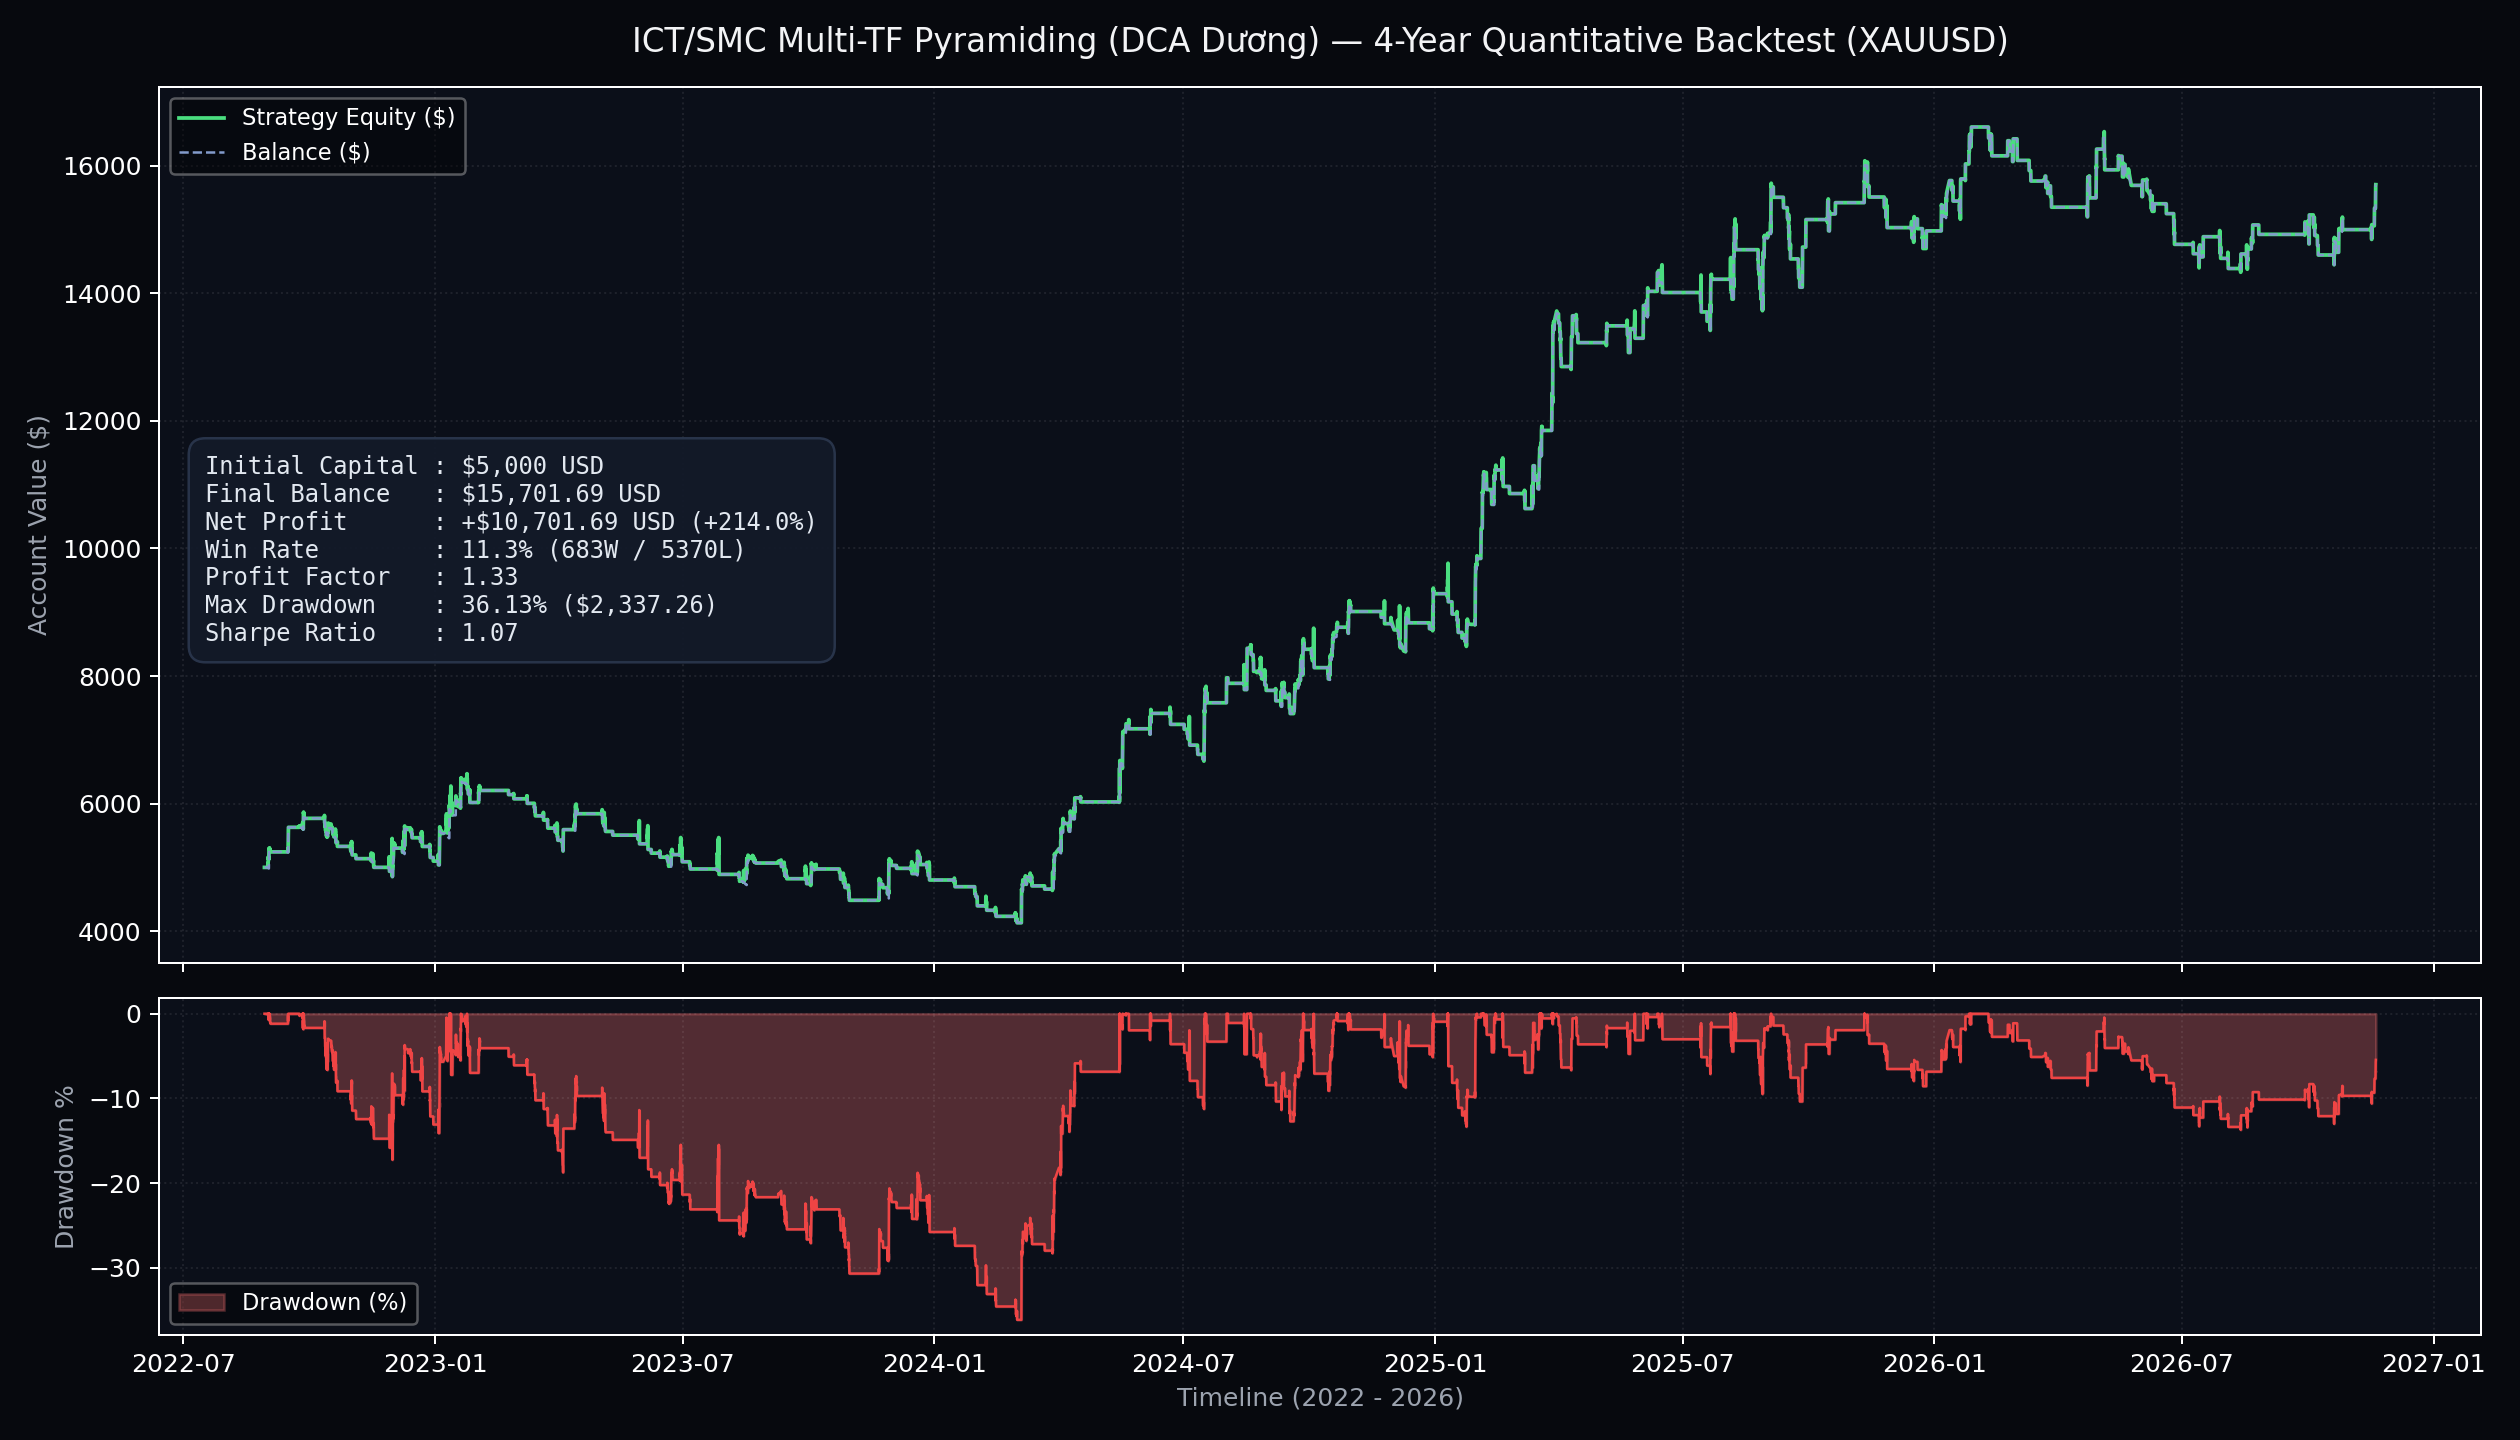 ICT/SMC Multi-TF Pyramiding (DCA Dương) — 4-Year Quantitative Backtest (XAUUSD)
Strategy Equity ($)
Balance ($)
16000
14000
12000
10000
8000
6000
4000
Account Value ($)
Initial Capital : $5,000 USD
Final Balance : $15,701.69 USD
Net Profit : +$10,701.69 USD (+214.0%)
Win Rate : 11.3% (683W / 5370L)
Profit Factor : 1.33
Max Drawdown : 36.13% ($2,337.26)
Sharpe Ratio : 1.07
0
−10
−20
−30
Drawdown %
Drawdown (%)
2022-07 2023-01 2023-07 2024-01 2024-07 2025-01 2025-07 2026-01 2026-07 2027-01
Timeline (2022 - 2026)